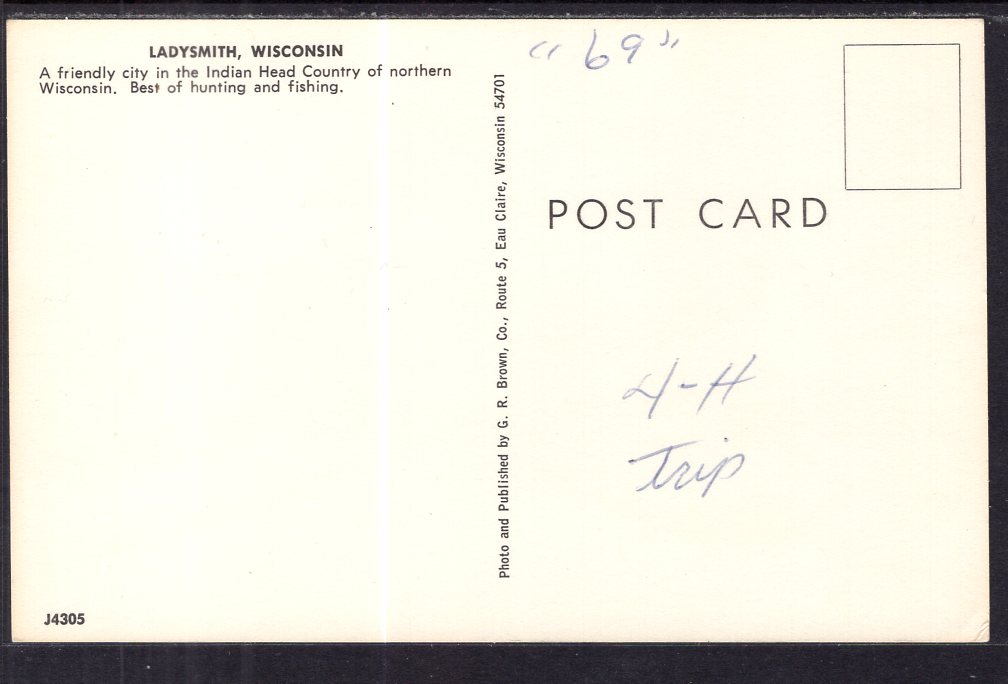 LADYSMITH, WISCONSIN
A friendly city in the Indian Head Country of northern
Wisconsin. Best of hunting and fishing.
J4305
Photo and Published by G. R. Brown, Co., Route 5, Eau Claire, Wisconsin 54701
"69"
POST CARD
4-H
Trip